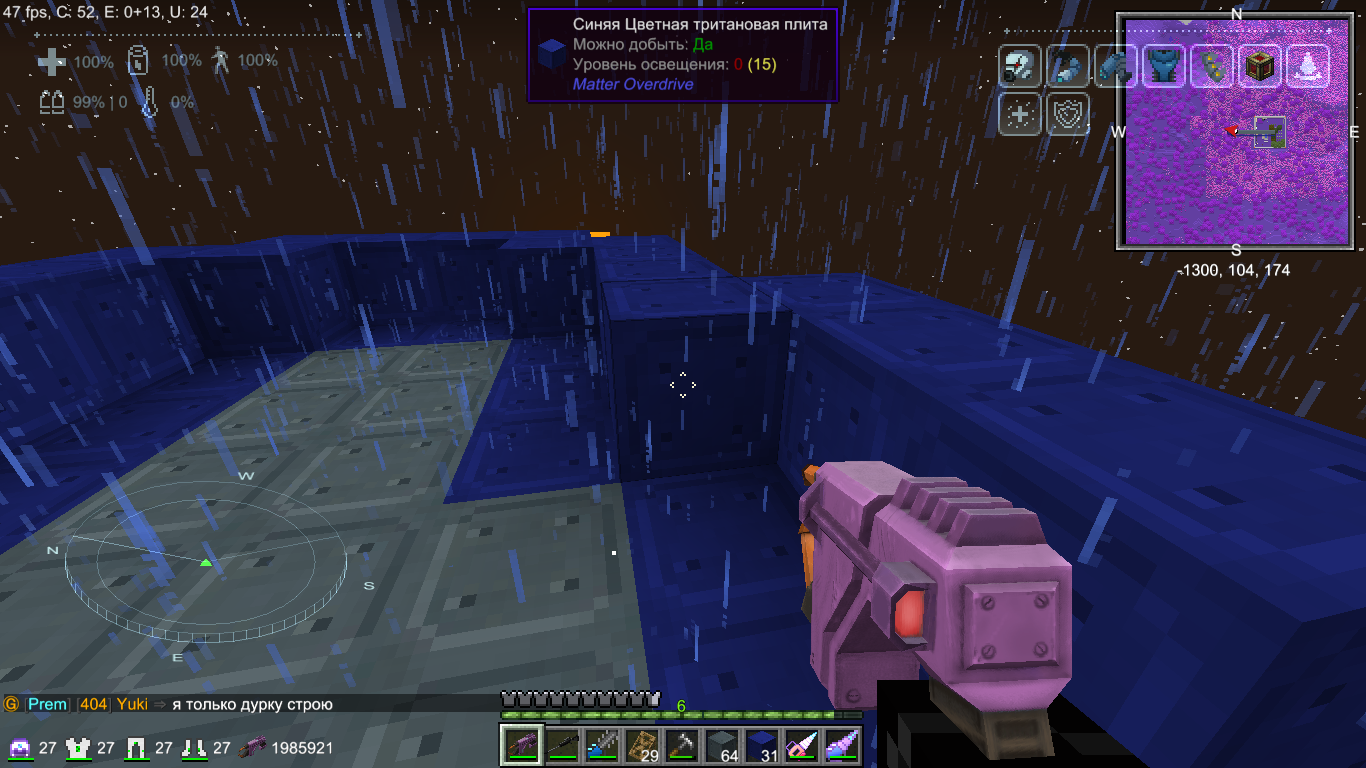 47 fps, C: 52, E: 0+13, U: 24
100% 100% 100%
99% | 0 0%
Синяя Цветная тритановая плита
Можно добыть: Да
Уровень освещения: 0 (15)
Matter Overdrive
N
W
E
S
-1300, 104, 174
W
N
S
E
G [Prem] [404] Yuki ⇒ я только дурку строю
6
27 27 27 27 1985921
29 64 31